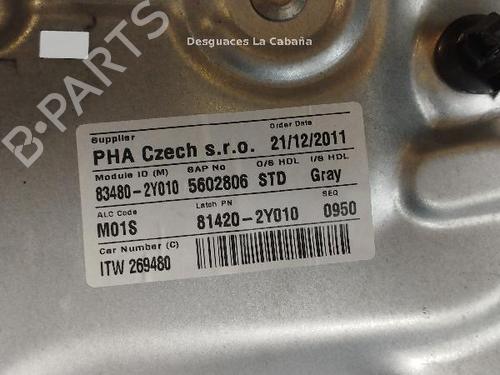 Desguaces La Cabaña
B-PARTS
Supplier Order Date
PHA Czech s.r.o. 21/12/2011
Module ID (M) SAP No O/S HDL I/S HDL
83480-2Y010 5602806 STD Gray
ALC Code Latch PN SEQ
M01S 81420-2Y010 0950
Car Number (C)
ITW 269480